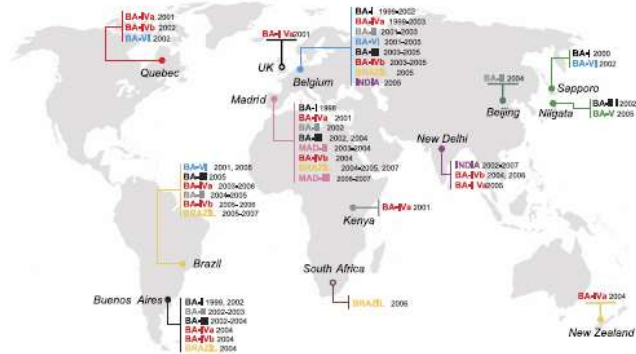 BA-IVa 2001
BA-IVb 2002
BA-VI 2002
Quebec
BA-IVa 2001
UK
BA-I 1999-2002
BA-IVa 1999-2003
BA-II 2001-2003
BA-VI 2001-2005
BA-III 2003-2005
BA-IVb 2003-2005
BRAZIL 2005
INDIA 2006
Belgium
Madrid
BA-I 1998
BA-IVa 2001
BA-II 2002
BA-III 2002, 2004
2003-2004
BA-IVb 2004
BRAZIL 2004-2005, 2007
2006-2007
BA-II 2004
Beijing
BA-I 2000
BA-VI 2002
Sapporo
Niigata
2002
BA-V 2005
New Delhi
INDIA 2002-2007
BA-IVb 2004, 2006
BA-IVa 2006
BA-VI 2001, 2005
BA-III 2005
BA-IVa 2003-2006
BA-II 2004-2005
BA-IVb 2005-2006
BRAZIL 2005-2007
Brazil
BA-IVa 2001
Kenya
South Africa
BRAZIL 2006
Buenos Aires
BA-I 1999, 2002
BA-II 2002-2003
BA-III 2002-2004
BA-IVa 2004
BA-IVb 2004
BRAZIL 2004
BA-IVa 2004
New Zealand